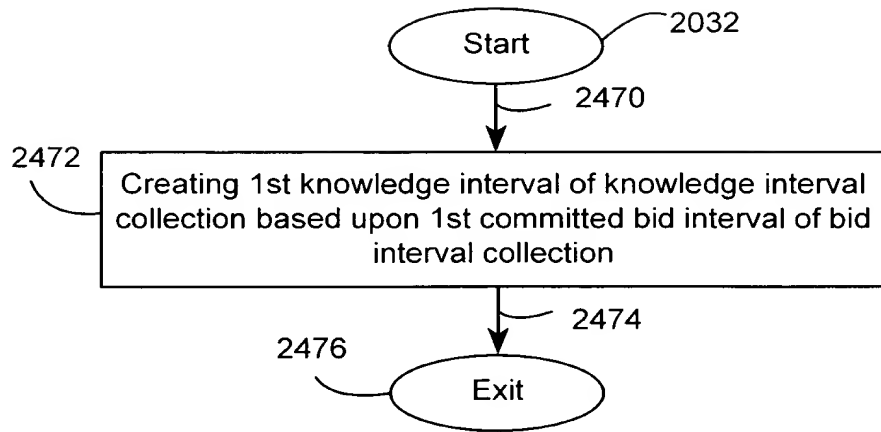 Start
2032
2470
2472
Creating 1st knowledge interval of knowledge interval
collection based upon 1st committed bid interval of bid
interval collection
2474
2476
Exit